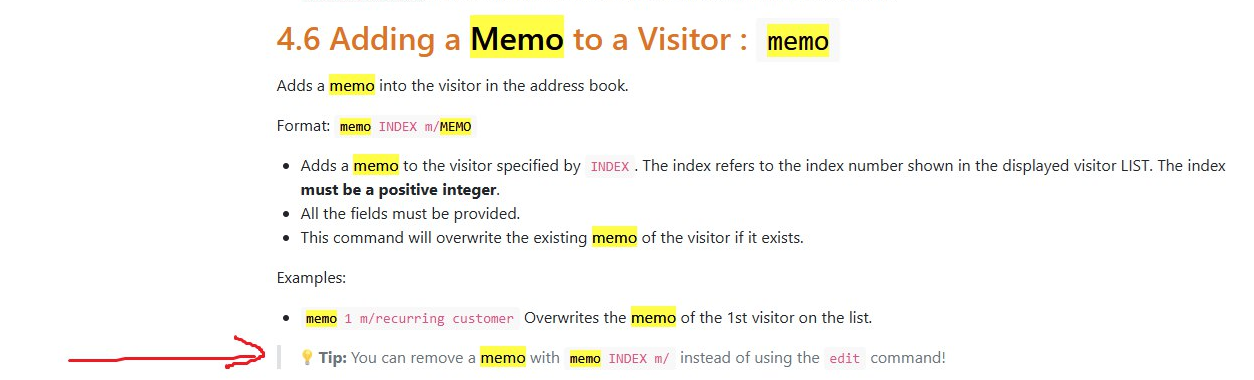 4.6 Adding a Memo to a Visitor : memo
Adds a memo into the visitor in the address book.
Format: memo INDEX m/MEMO
Adds a memo to the visitor specified by INDEX . The index refers to the index number shown in the displayed visitor LIST. The index
must be a positive integer.
All the fields must be provided.
This command will overwrite the existing memo of the visitor if it exists.
Examples:
memo 1 m/recurring customer Overwrites the memo of the 1st visitor on the list.
💡 Tip: You can remove a memo with memo INDEX m/ instead of using the edit command!